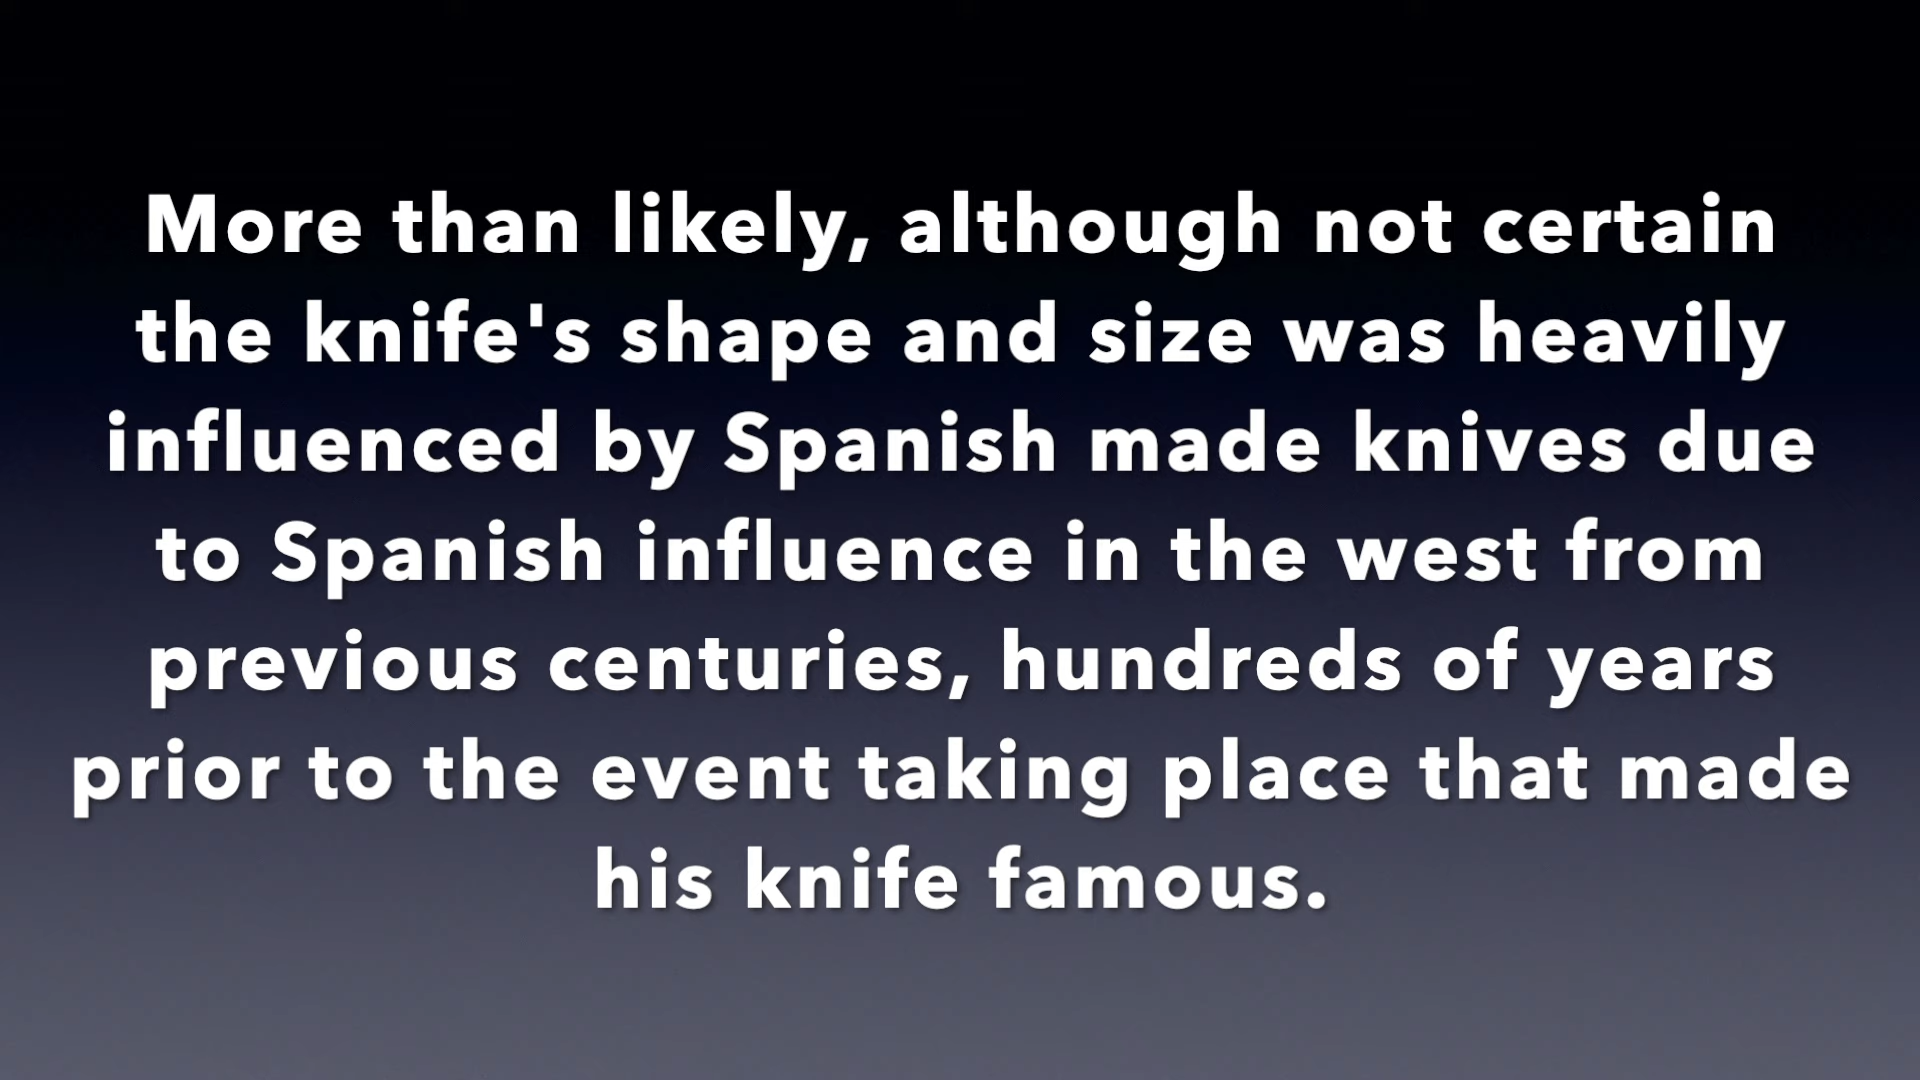 More than likely, although not certain
the knife's shape and size was heavily
influenced by Spanish made knives due
to Spanish influence in the west from
previous centuries, hundreds of years
prior to the event taking place that made
his knife famous.